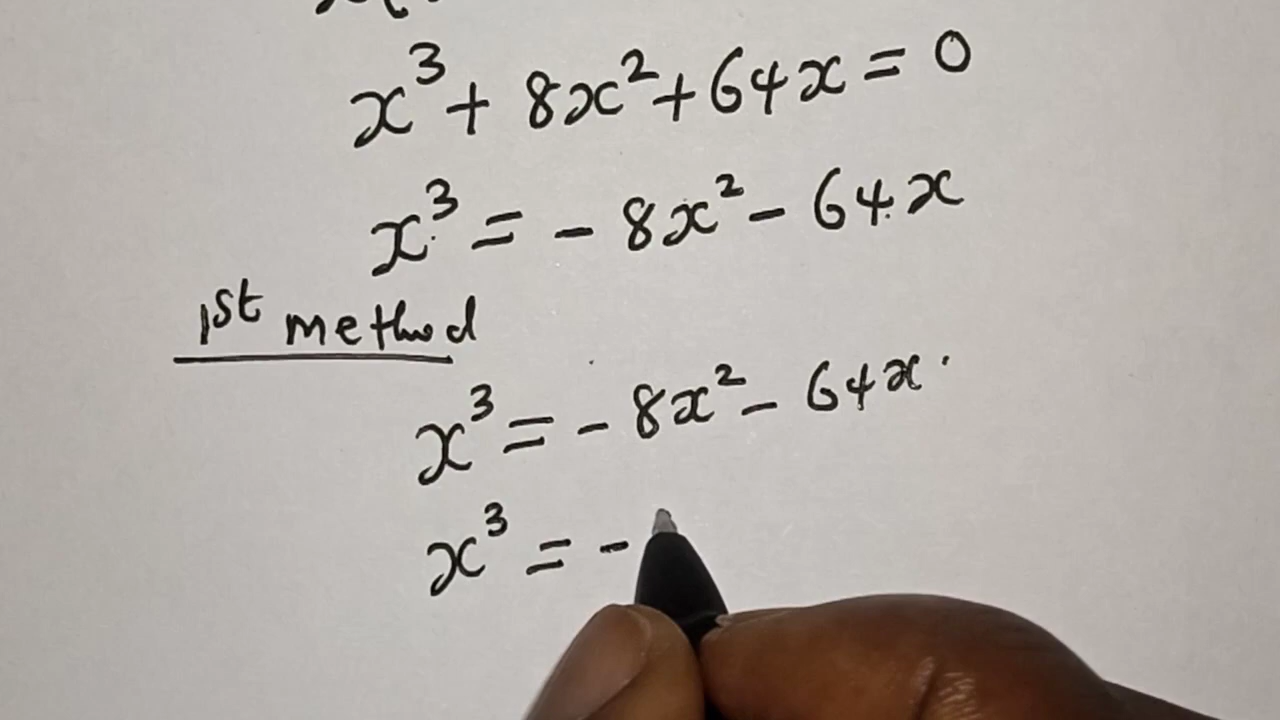 x³ + 8x² + 64x = 0
x³ = - 8x² - 64x
1st method
x³ = - 8x² - 64x.
x³ = -